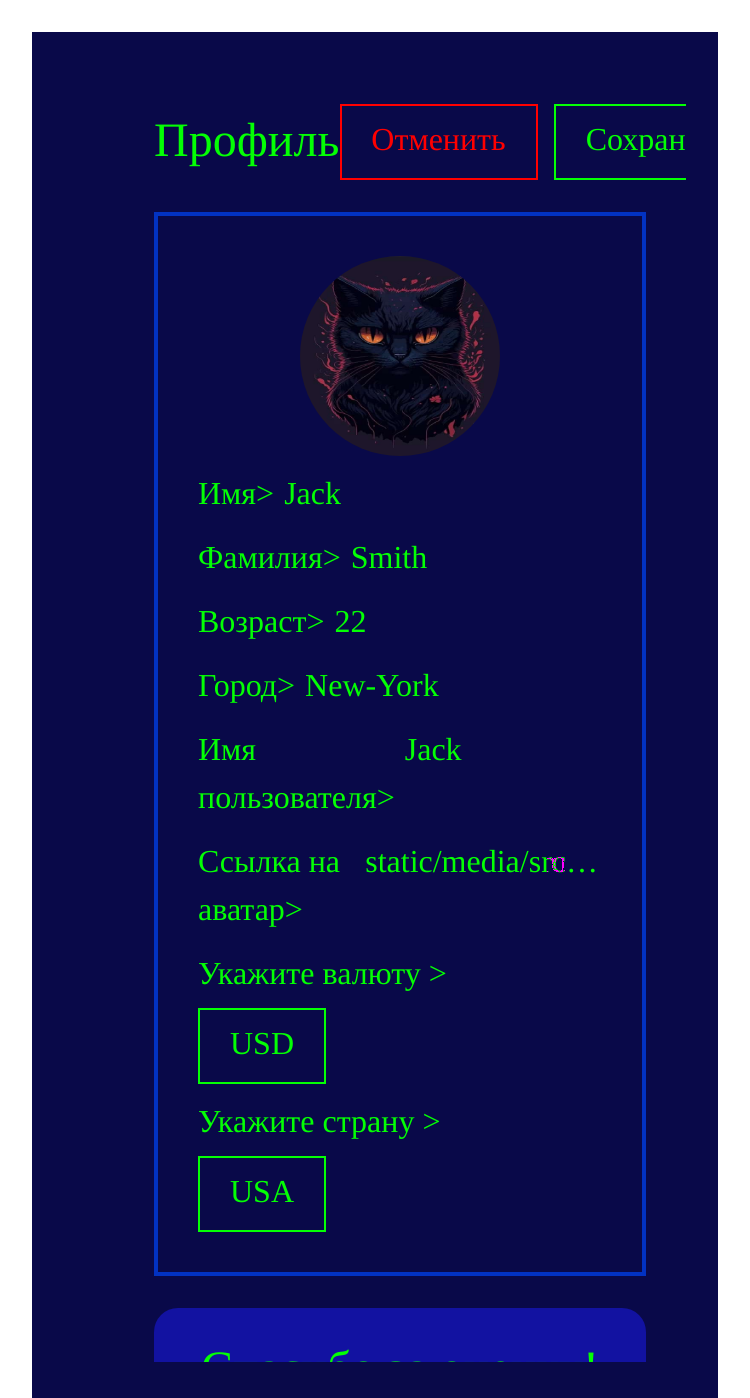 Профиль Отменить Сохран
Имя> Jack
Фамилия> Smith
Возраст> 22
Город> New-York
Имя Jack
пользователя>
Ссылка на static/media/sm…
аватар>
Укажите валюту >
USD
Укажите страну >
USA